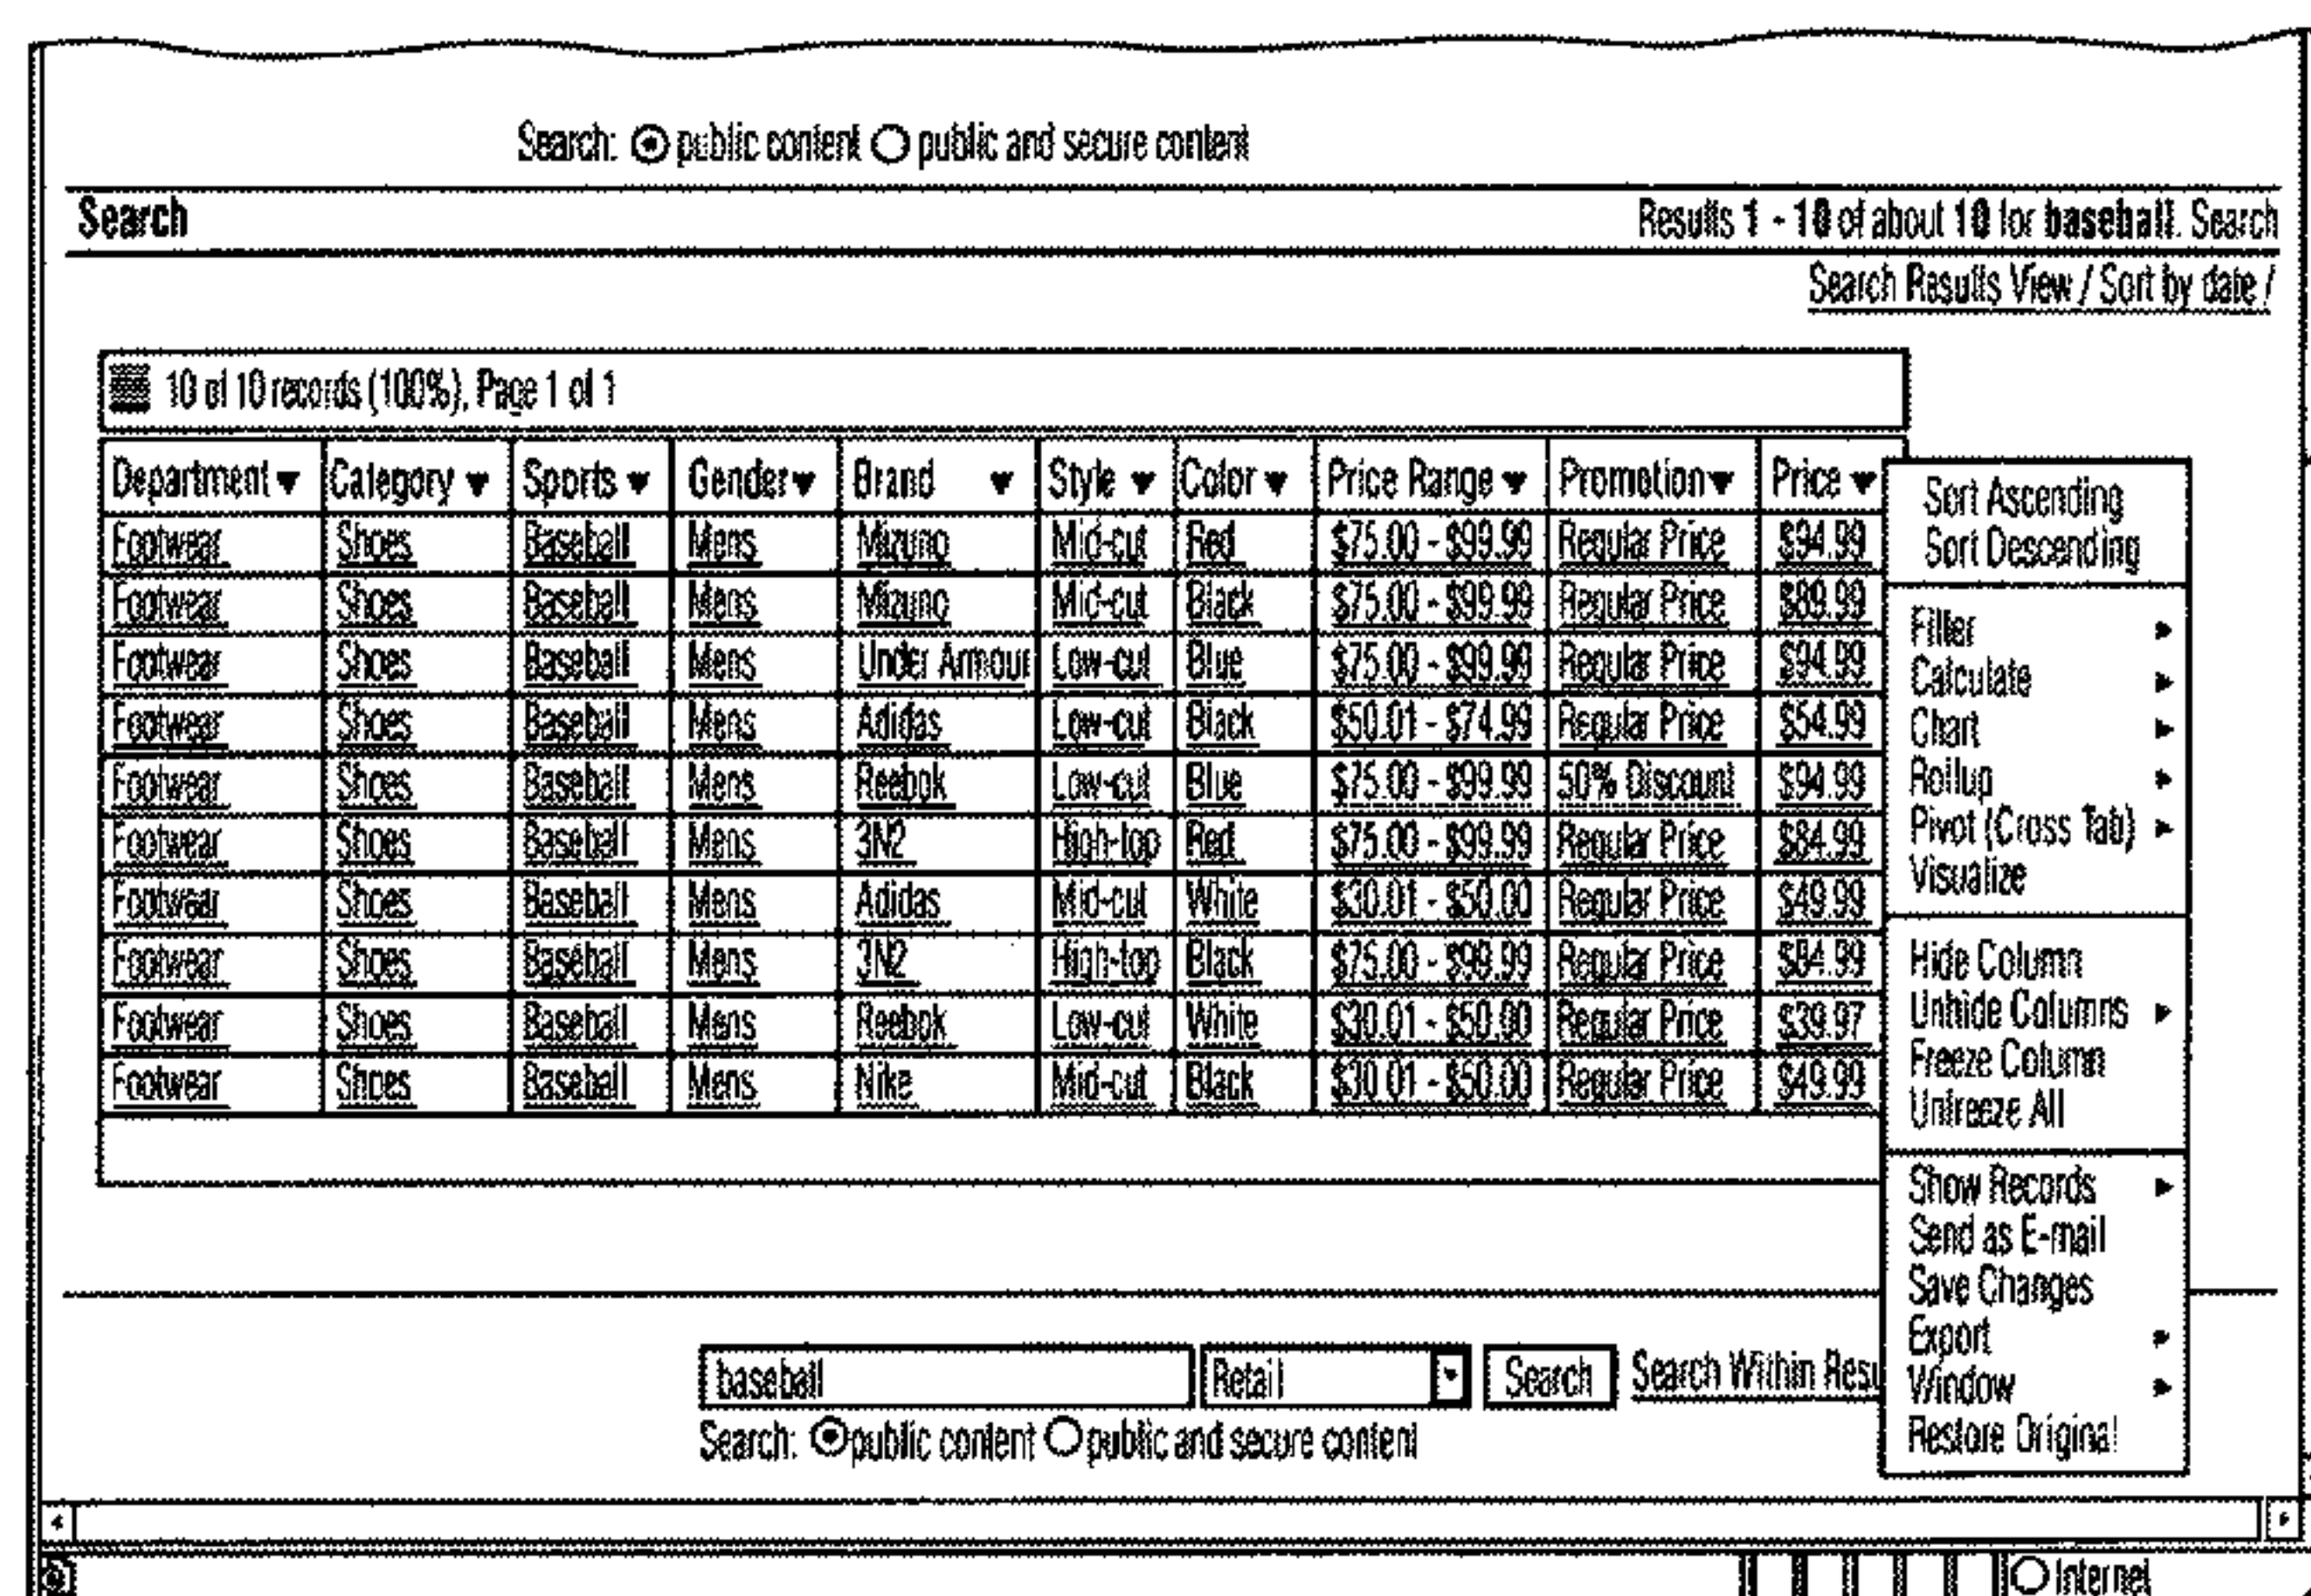 Search: public content public and secure content
Search Results 1 - 10 of about 10 for baseball. Search
Search Results View / Sort by date /
10 of 10 records (100%), Page 1 of 1
Department Category Sports Gender Brand Style Color Price Range Promotion Price
Footwear Shoes Baseball Mens Mizuno Mid-cut Red $75.00 - $99.99 Regular Price $94.99
Footwear Shoes Baseball Mens Mizuno Mid-cut Black $75.00 - $99.99 Regular Price $89.99
Footwear Shoes Baseball Mens Under Armour Low-cut Blue $75.00 - $99.99 Regular Price $94.99
Footwear Shoes Baseball Mens Adidas Low-cut Black $50.01 - $74.99 Regular Price $54.99
Footwear Shoes Baseball Mens Reebok Low-cut Blue $75.00 - $99.99 50% Discount $94.99
Footwear Shoes Baseball Mens 3N2 High-top Red $75.00 - $99.99 Regular Price $84.99
Footwear Shoes Baseball Mens Adidas Mid-cut White $30.01 - $50.00 Regular Price $49.99
Footwear Shoes Baseball Mens 3N2 High-top Black $75.00 - $99.99 Regular Price $84.99
Footwear Shoes Baseball Mens Reebok Low-cut White $30.01 - $50.00 Regular Price $39.97
Footwear Shoes Baseball Mens Nike Mid-cut Black $30.01 - $50.00 Regular Price $49.99
Sort Ascending
Sort Descending
Filter
Calculate
Chart
Rollup
Pivot (Cross Tab)
Visualize
Hide Column
Unhide Columns
Freeze Column
Unfreeze All
Show Records
Send as E-mail
Save Changes
Export
Window
Restore Original
baseball Retail Search Search Within Resu
Search: public content public and secure content
Internet